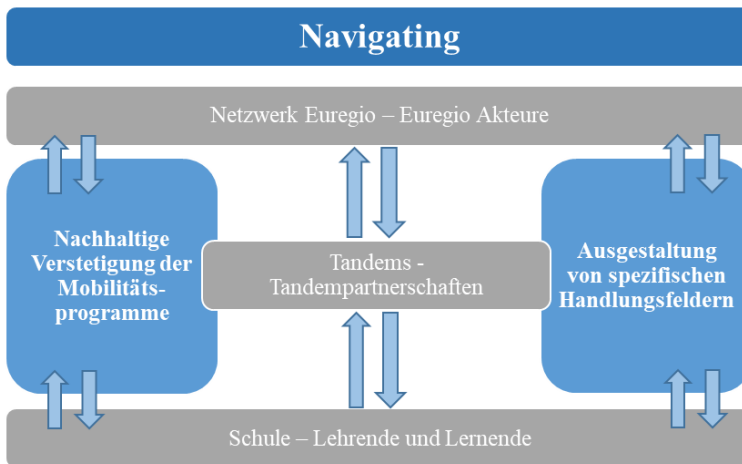 Navigating
Netzwerk Euregio – Euregio Akteure
Nachhaltige
Verstetigung der
Mobilitäts-
programme
Tandems -
Tandempartnerschaften
Ausgestaltung
von spezifischen
Handlungsfeldern
Schule – Lehrende und Lernende